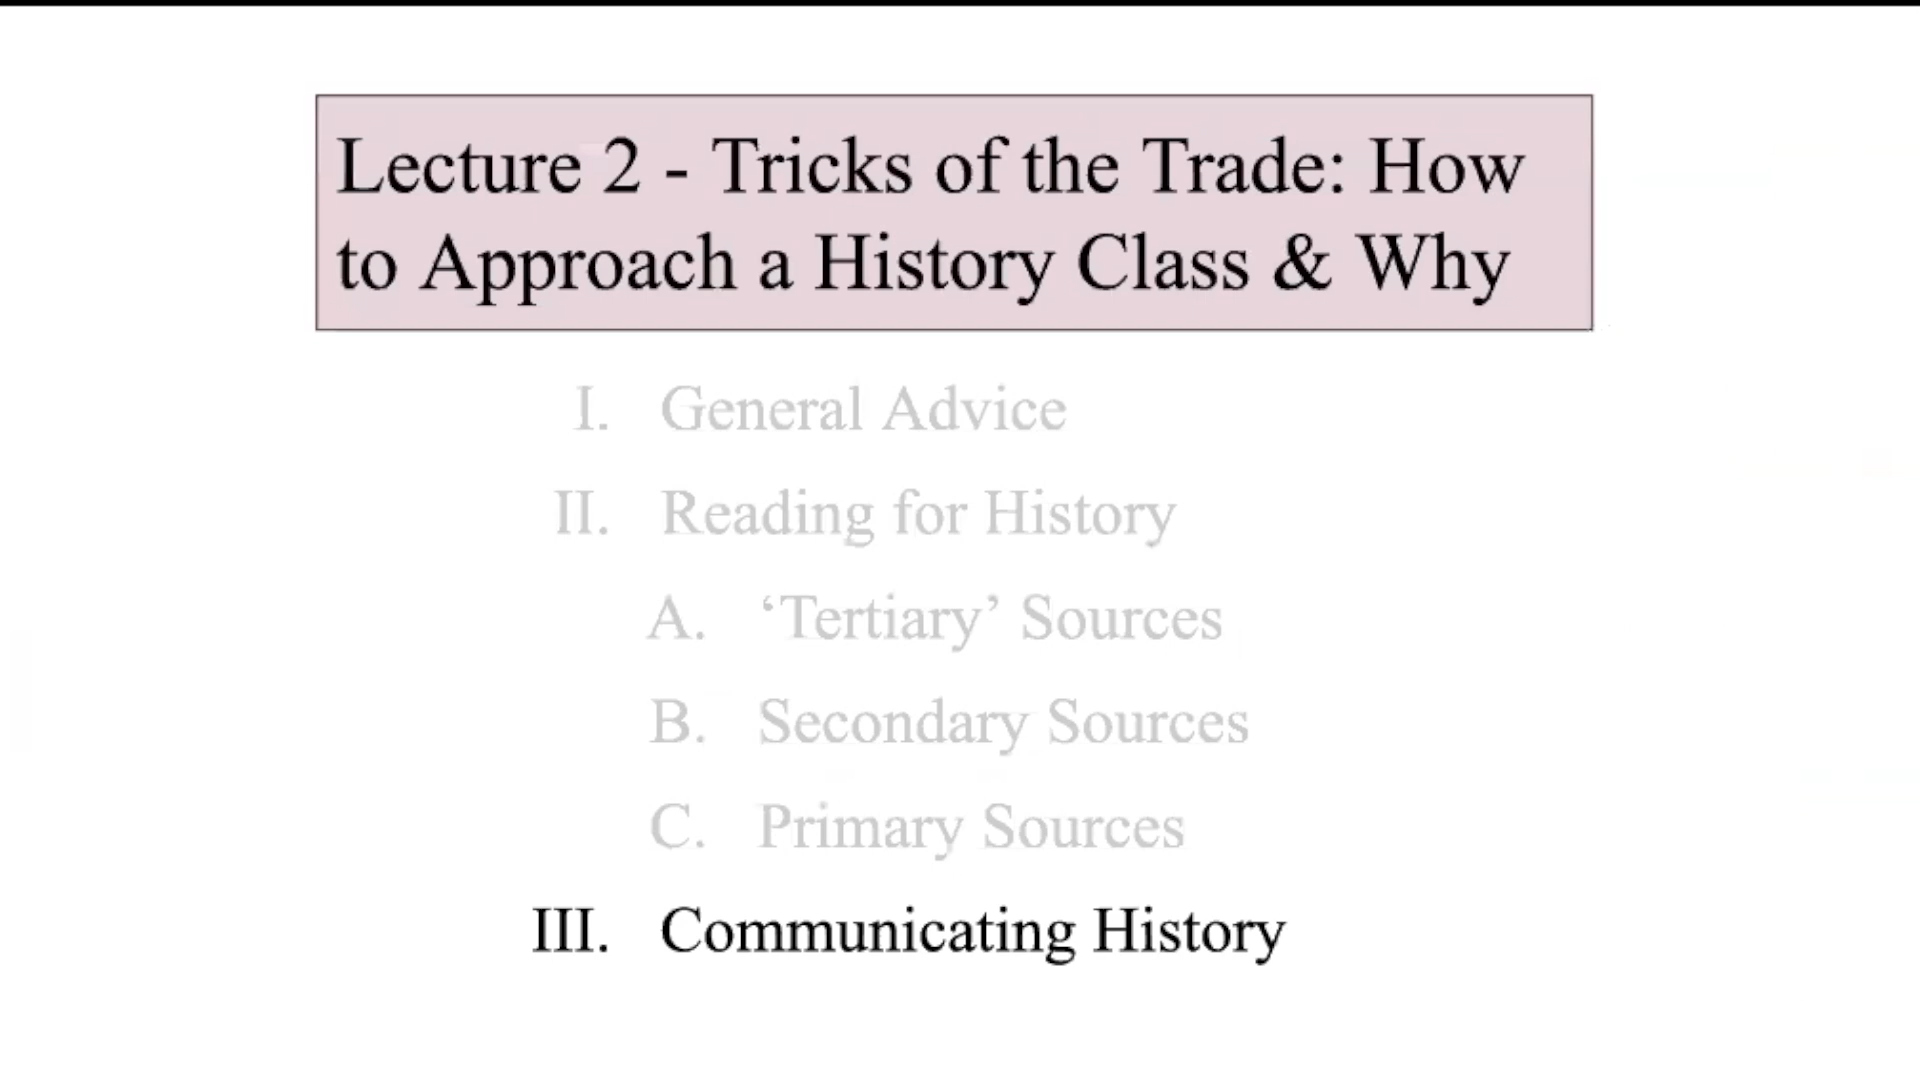 Lecture 2 - Tricks of the Trade: How
to Approach a History Class & Why
I. General Advice
II. Reading for History
A. ‘Tertiary’ Sources
B. Secondary Sources
C. Primary Sources
III. Communicating History